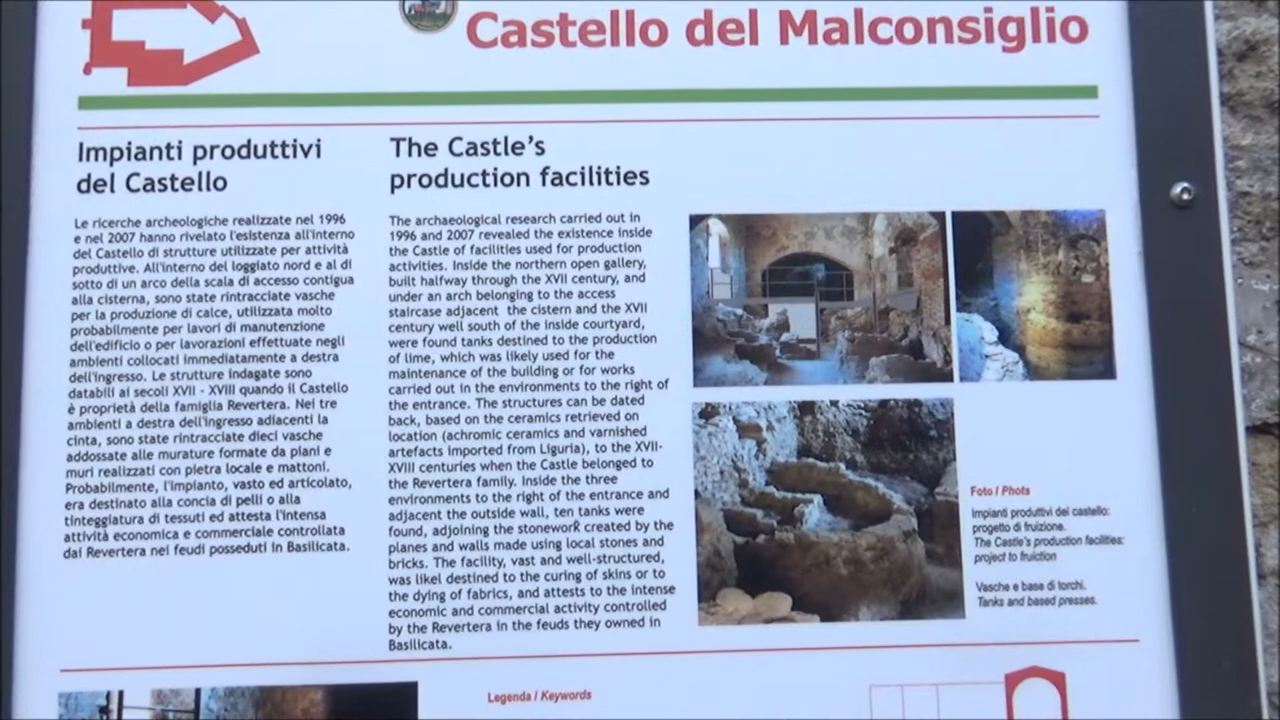 Castello del Malconsiglio
Impianti produttivi
del Castello
Le ricerche archeologiche realizzate nel 1996
e nel 2007 hanno rivelato l'esistenza all'interno
del Castello di strutture utilizzate per attività
produttive. All'interno del loggiato nord e al di
sotto di un arco della scala di accesso contigua
alla cisterna, sono state rintracciate vasche
per la produzione di calce, utilizzata molto
probabilmente per lavori di manutenzione
dell'edificio o per lavorazioni effettuate negli
ambienti collocati immediatamente a destra
dell'ingresso. Le strutture indagate sono
databili ai secoli XVII - XVIII quando il Castello
è proprietà della famiglia Revertera. Nei tre
ambienti a destra dell'ingresso adiacenti la
cinta, sono state rintracciate dieci vasche
addossate alle murature formate da piani e
muri realizzati con pietra locale e mattoni.
Probabilmente, l'impianto, vasto ed articolato,
era destinato alla concia di pelli o alla
tinteggiatura di tessuti ed attesta l'intensa
attività economica e commerciale controllata
dai Revertera nei feudi posseduti in Basilicata.
The Castle's
production facilities
The archaeological research carried out in
1996 and 2007 revealed the existence inside
the Castle of facilities used for production
activities. Inside the northern open gallery,
built halfway through the XVII century, and
under an arch belonging to the access
staircase adjacent the cistern and the XVII
century well south of the inside courtyard,
were found tanks destined to the production
of lime, which was likely used for the
maintenance of the building or for works
carried out in the environments to the right of
the entrance. The structures can be dated
back, based on the ceramics retrieved on
location (achromic ceramics and varnished
artefacts imported from Liguria), to the XVII-
XVIII centuries when the Castle belonged to
the Revertera family. Inside the three
environments to the right of the entrance and
adjacent the outside wall, ten tanks were
found, adjoining the stonework created by the
planes and walls made using local stones and
bricks. The facility, vast and well-structured,
was likel destined to the curing of skins or to
the dying of fabrics, and attests to the intense
economic and commercial activity controlled
by the Revertera in the feuds they owned in
Basilicata.
Foto / Phots
Impianti produttivi del castello:
progetto di fruizione.
The Castle's production facilities:
project to fruiction
Vasche e base di torchi.
Tanks and based presses.
Legenda / Keywords